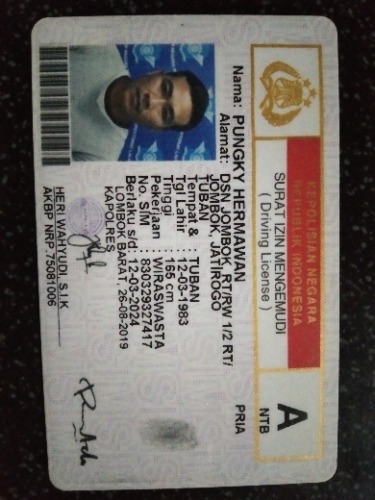 KEPOLISIAN NEGARA
REPUBLIK INDONESIA
SURAT IZIN MENGEMUDI
( Driving License )
A
NTB
Nama: PUNGKY HERMAWAN
PRIA
Alamat: DSN JOMBOK, RT/RW 1/2 RT/
JOMBOK, JATIROGO
TUBAN
Tempat & : TUBAN
Tgl Lahir : 12-03-1983
Tinggi : 165 cm
Pekerjaan : WIRASWASTA
No. SIM : 830329327417
Berlaku s/d: 12-03-2024
LOMBOK BARAT, 26-08-2019
KAPOLRES
HERI WAHYUDI, S.I.K
AKBP NRP.75081006